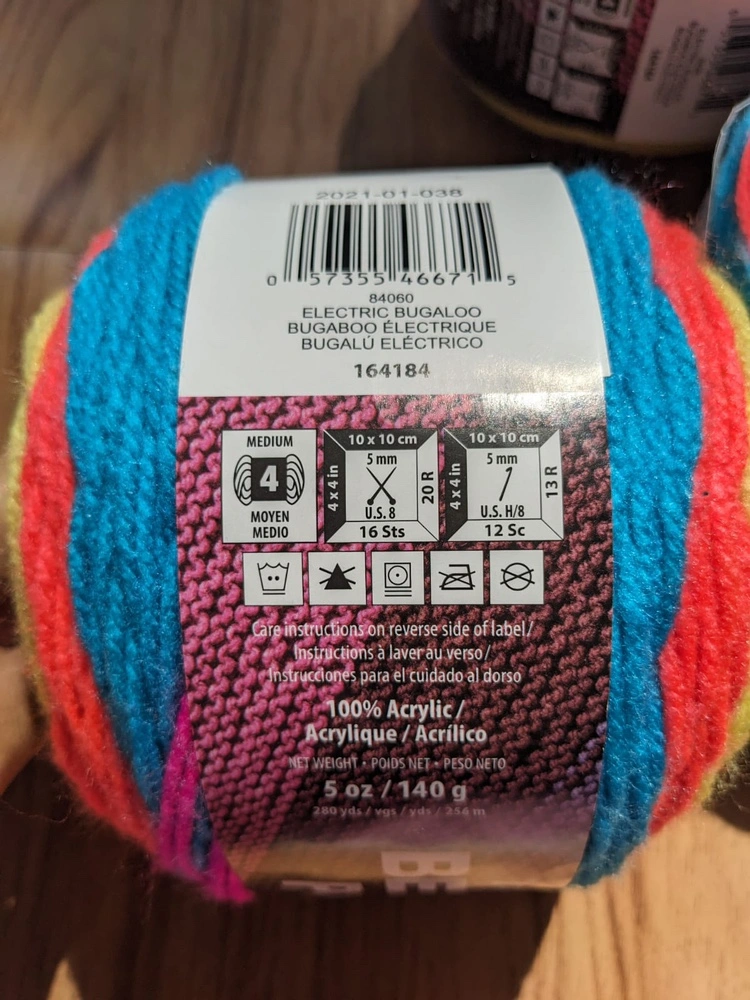 2021-01-038
0 57355 46671 5
84060
ELECTRIC BUGALOO
BUGABOO ÉLECTRIQUE
BUGALÚ ELÉCTRICO
164184
MEDIUM
4
MOYEN
MEDIO
10 x 10 cm
4 x 4 in
5 mm
U.S. 8
20 R
16 Sts
10 x 10 cm
4 x 4 in
5 mm
U.S. H/8
13 R
12 Sc
Care instructions on reverse side of label/
Instructions à laver au verso/
Instrucciones para el cuidado al dorso
100% Acrylic /
Acrylique / Acrílico
NET WEIGHT • POIDS NET • PESO NETO
5 oz / 140 g
280 yds / vgs / yds / 256 m